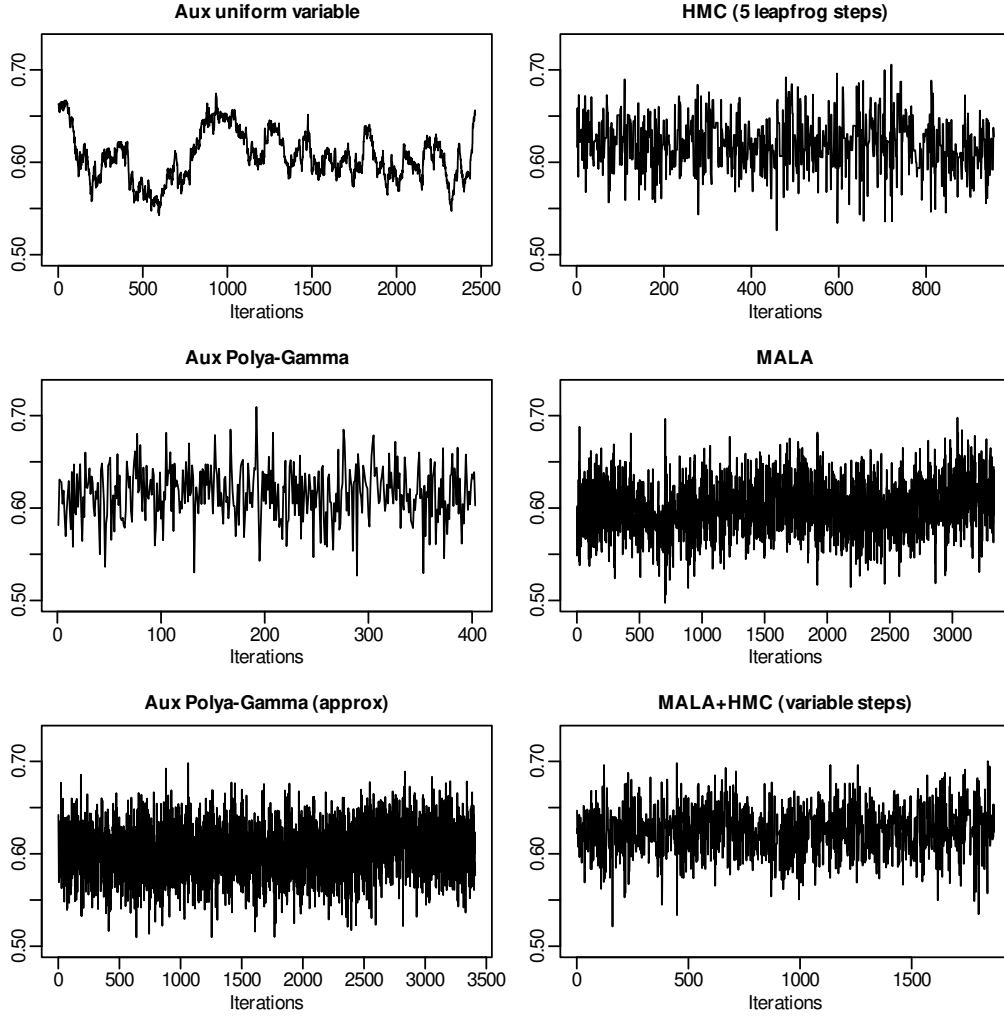 Aux uniform variable
0.50 0.60 0.70
0 500 1000 1500 2000 2500
Iterations
HMC (5 leapfrog steps)
0.50 0.60 0.70
0 200 400 600 800
Iterations
Aux Polya-Gamma
0.50 0.60 0.70
0 100 200 300 400
Iterations
MALA
0.50 0.60 0.70
0 500 1000 1500 2000 2500 3000
Iterations
Aux Polya-Gamma (approx)
0.50 0.60 0.70
0 500 1000 1500 2000 2500 3000 3500
Iterations
MALA+HMC (variable steps)
0.50 0.60 0.70
0 500 1000 1500
Iterations